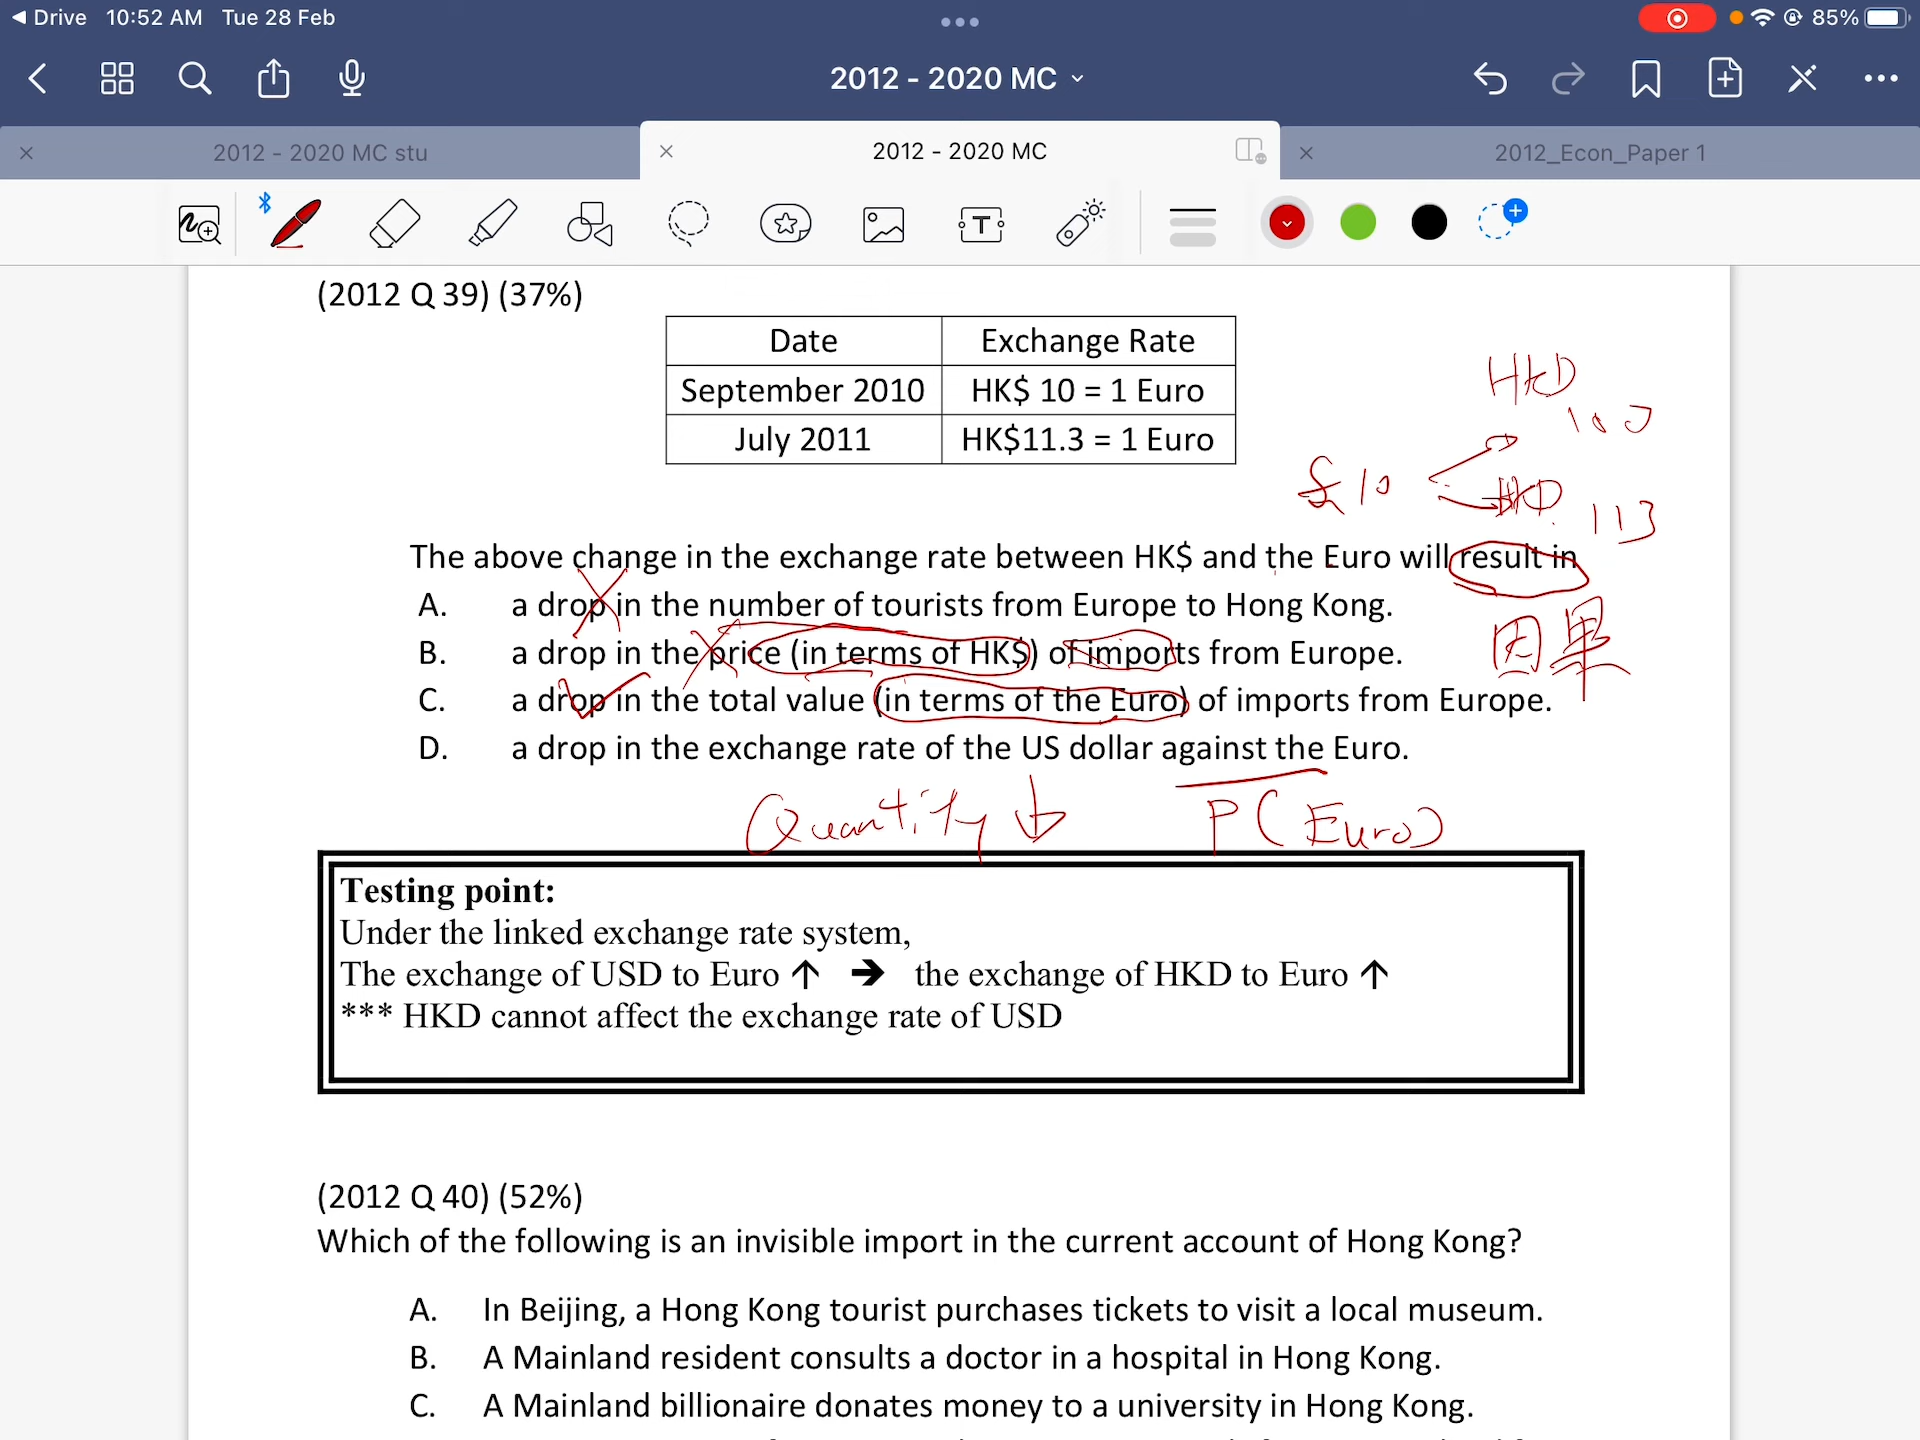 Drive 10:52 AM Tue 28 Feb
85%
2012 - 2020 MC
2012 - 2020 MC stu
2012 - 2020 MC
2012_Econ_Paper 1
T
(2012 Q 39) (37%)
Date Exchange Rate
September 2010 HK$ 10 = 1 Euro
July 2011 HK$11.3 = 1 Euro
HKD
100
£10
HKD
113
The above change in the exchange rate between HK$ and the Euro will result in
A. a drop in the number of tourists from Europe to Hong Kong.
B. a drop in the price (in terms of HK$) of imports from Europe.
因果
C. a drop in the total value (in terms of the Euro) of imports from Europe.
D. a drop in the exchange rate of the US dollar against the Euro.
Quantity ↓ P(Euro)
Testing point:
Under the linked exchange rate system,
The exchange of USD to Euro ↑ ➔ the exchange of HKD to Euro ↑
*** HKD cannot affect the exchange rate of USD
(2012 Q 40) (52%)
Which of the following is an invisible import in the current account of Hong Kong?
A. In Beijing, a Hong Kong tourist purchases tickets to visit a local museum.
B. A Mainland resident consults a doctor in a hospital in Hong Kong.
C. A Mainland billionaire donates money to a university in Hong Kong.